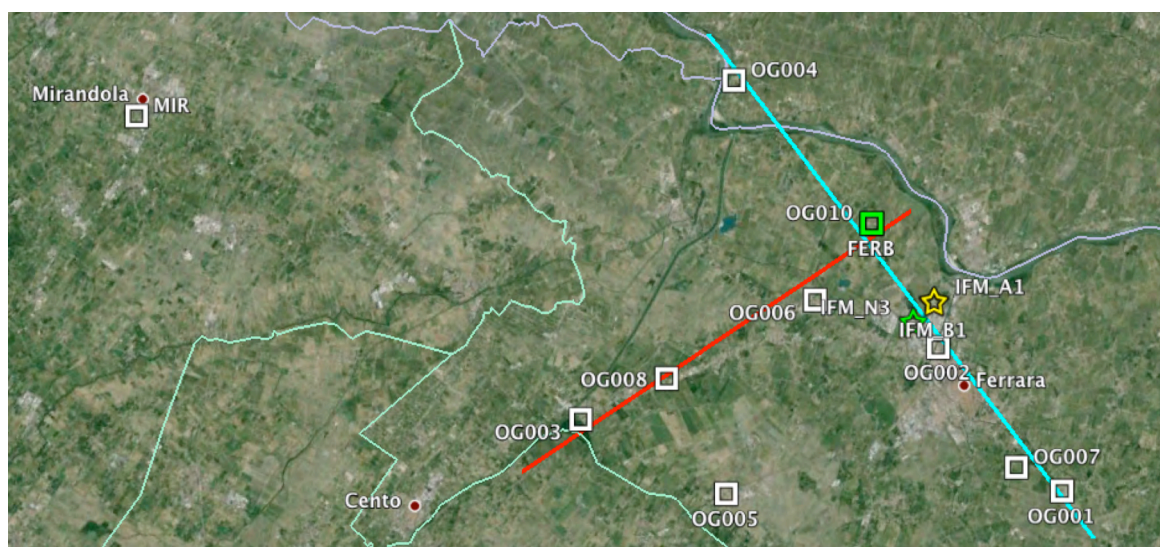 OG004
Mirandola
MIR
OG010
FERB
IFM_A1
OG006
IFM_N3
IFM_B1
OG002
Ferrara
OG008
OG003
OG007
Cento
OG005
OG001